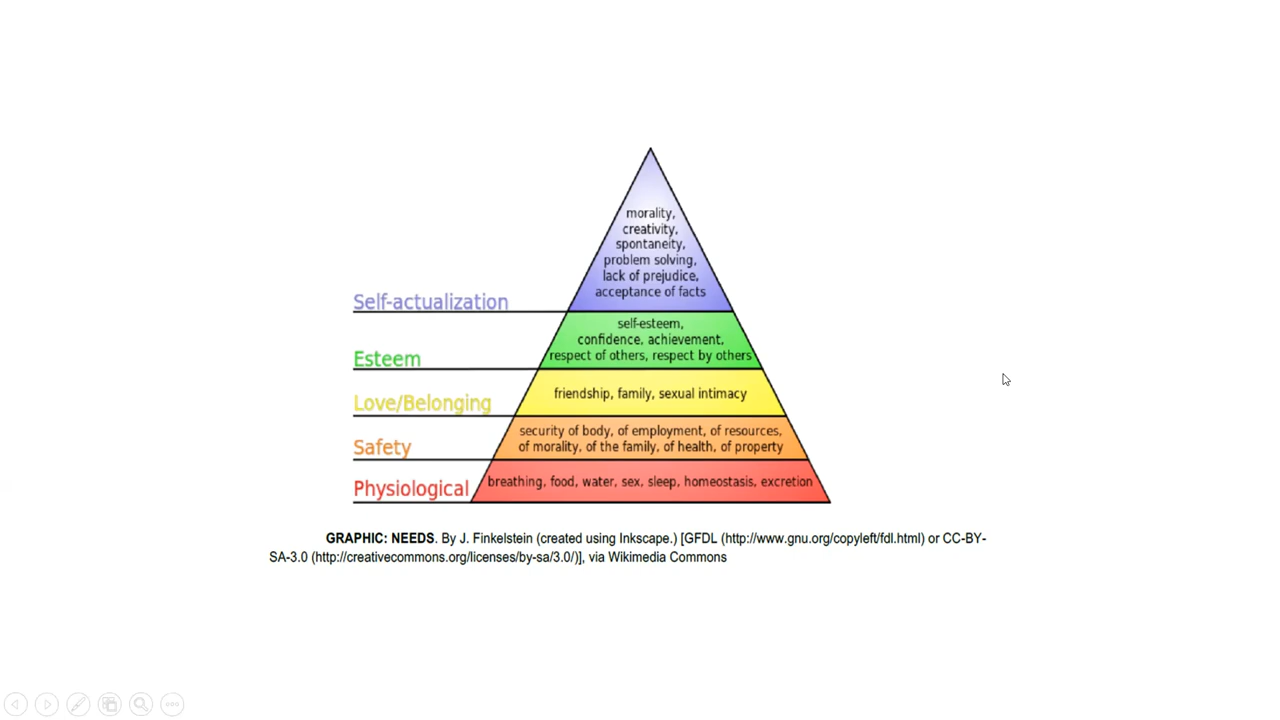 morality,
creativity,
spontaneity,
problem solving,
lack of prejudice,
acceptance of facts
Self-actualization
self-esteem,
confidence, achievement,
respect of others, respect by others
Esteem
friendship, family, sexual intimacy
Love/Belonging
security of body, of employment, of resources,
of morality, of the family, of health, of property
Safety
breathing, food, water, sex, sleep, homeostasis, excretion
Physiological
GRAPHIC: NEEDS. By J. Finkelstein (created using Inkscape.) [GFDL (http://www.gnu.org/copyleft/fdl.html) or CC-BY-
SA-3.0 (http://creativecommons.org/licenses/by-sa/3.0/)], via Wikimedia Commons